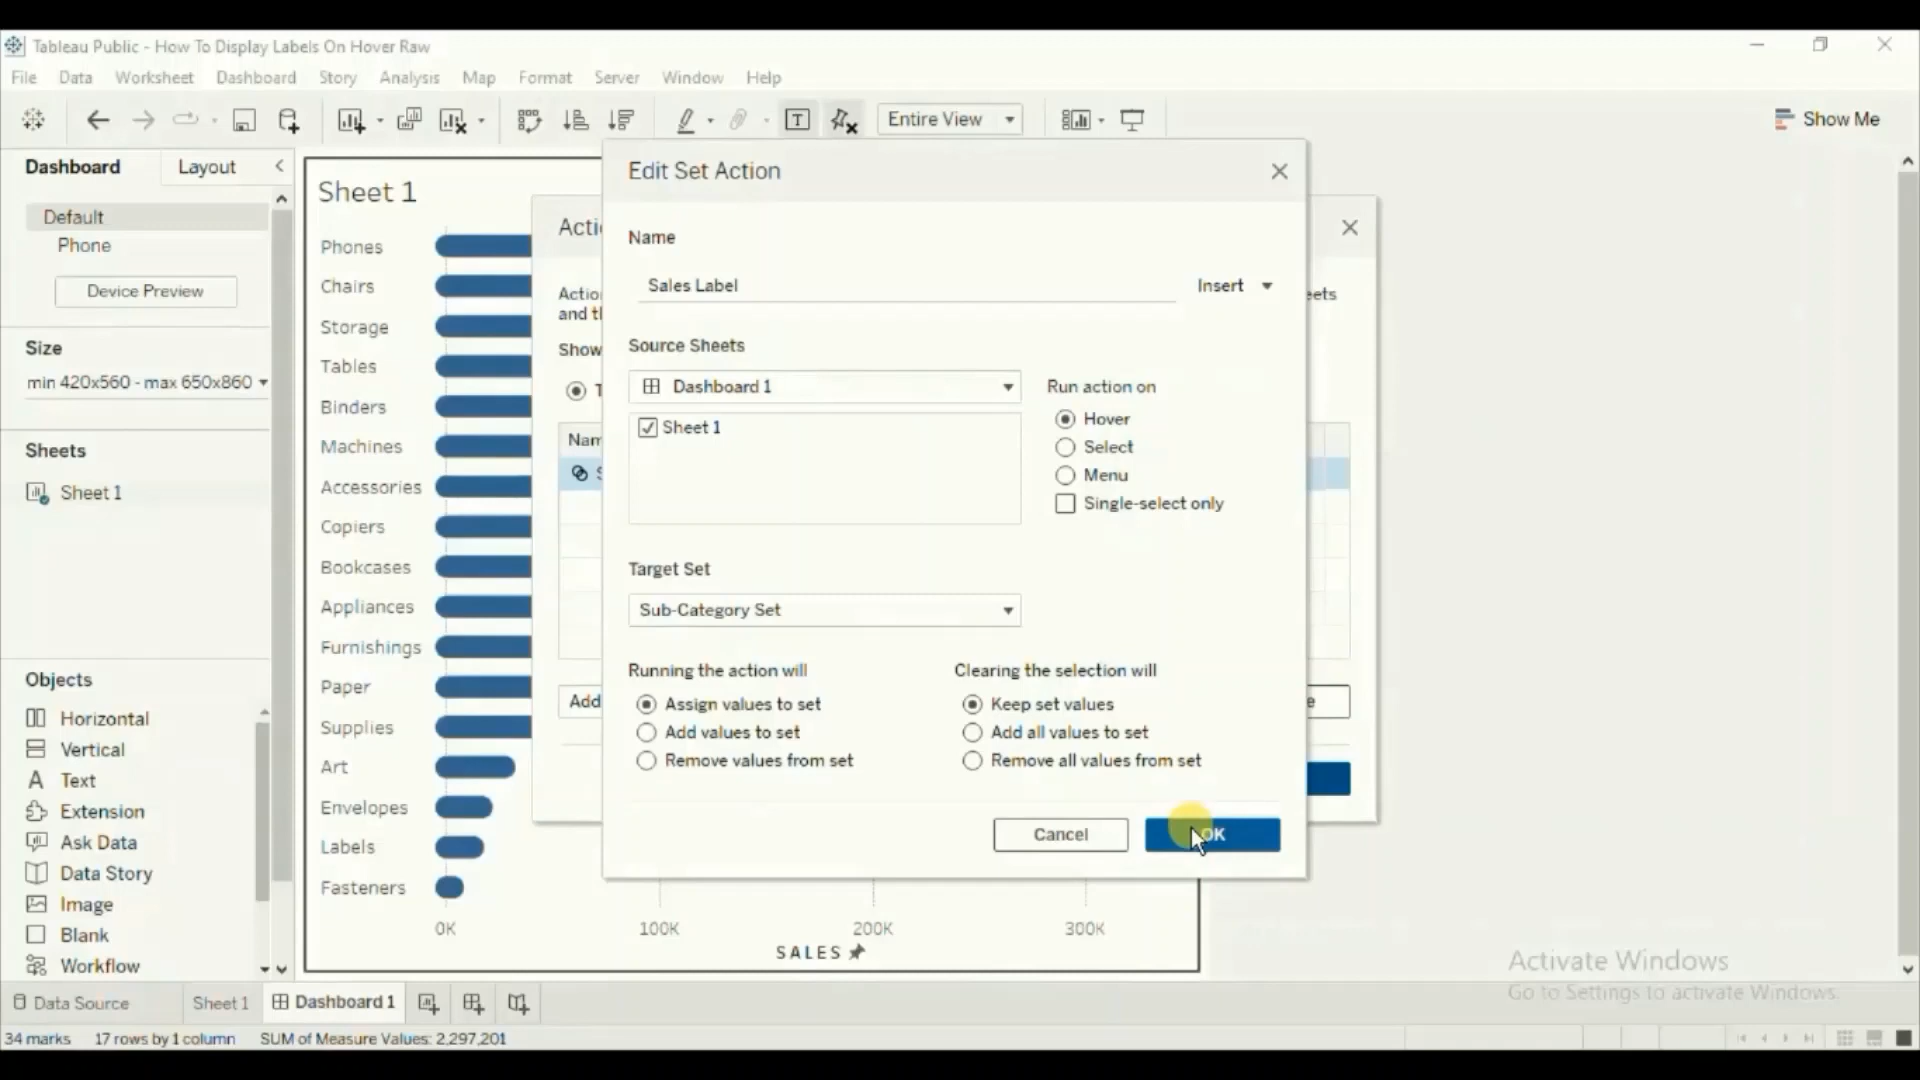 Tableau Public - How To Display Labels On Hover Raw
File Data Worksheet Dashboard Story Analysis Map Format Server Window Help
Entire View
Show Me
Dashboard Layout
Default
Phone
Device Preview
Size
min 420x560 - max 650x860
Sheets
Sheet 1
Objects
Horizontal
Vertical
Text
Extension
Ask Data
Data Story
Image
Blank
Workflow
Sheet 1
Phones
Chairs
Storage
Tables
Binders
Machines
Accessories
Copiers
Bookcases
Appliances
Furnishings
Paper
Supplies
Art
Envelopes
Labels
Fasteners
0K 100K 200K 300K
SALES
Edit Set Action
Name
Sales Label
Insert
Source Sheets
Dashboard 1
Sheet 1
Run action on
Hover
Select
Menu
Single-select only
Target Set
Sub-Category Set
Running the action will
Assign values to set
Add values to set
Remove values from set
Clearing the selection will
Keep set values
Add all values to set
Remove all values from set
Cancel OK
and
Show
Add
Activate Windows
Go to Settings to activate Windows.
Data Source Sheet 1 Dashboard 1
34 marks 17 rows by 1 column SUM of Measure Values: 2,297,201